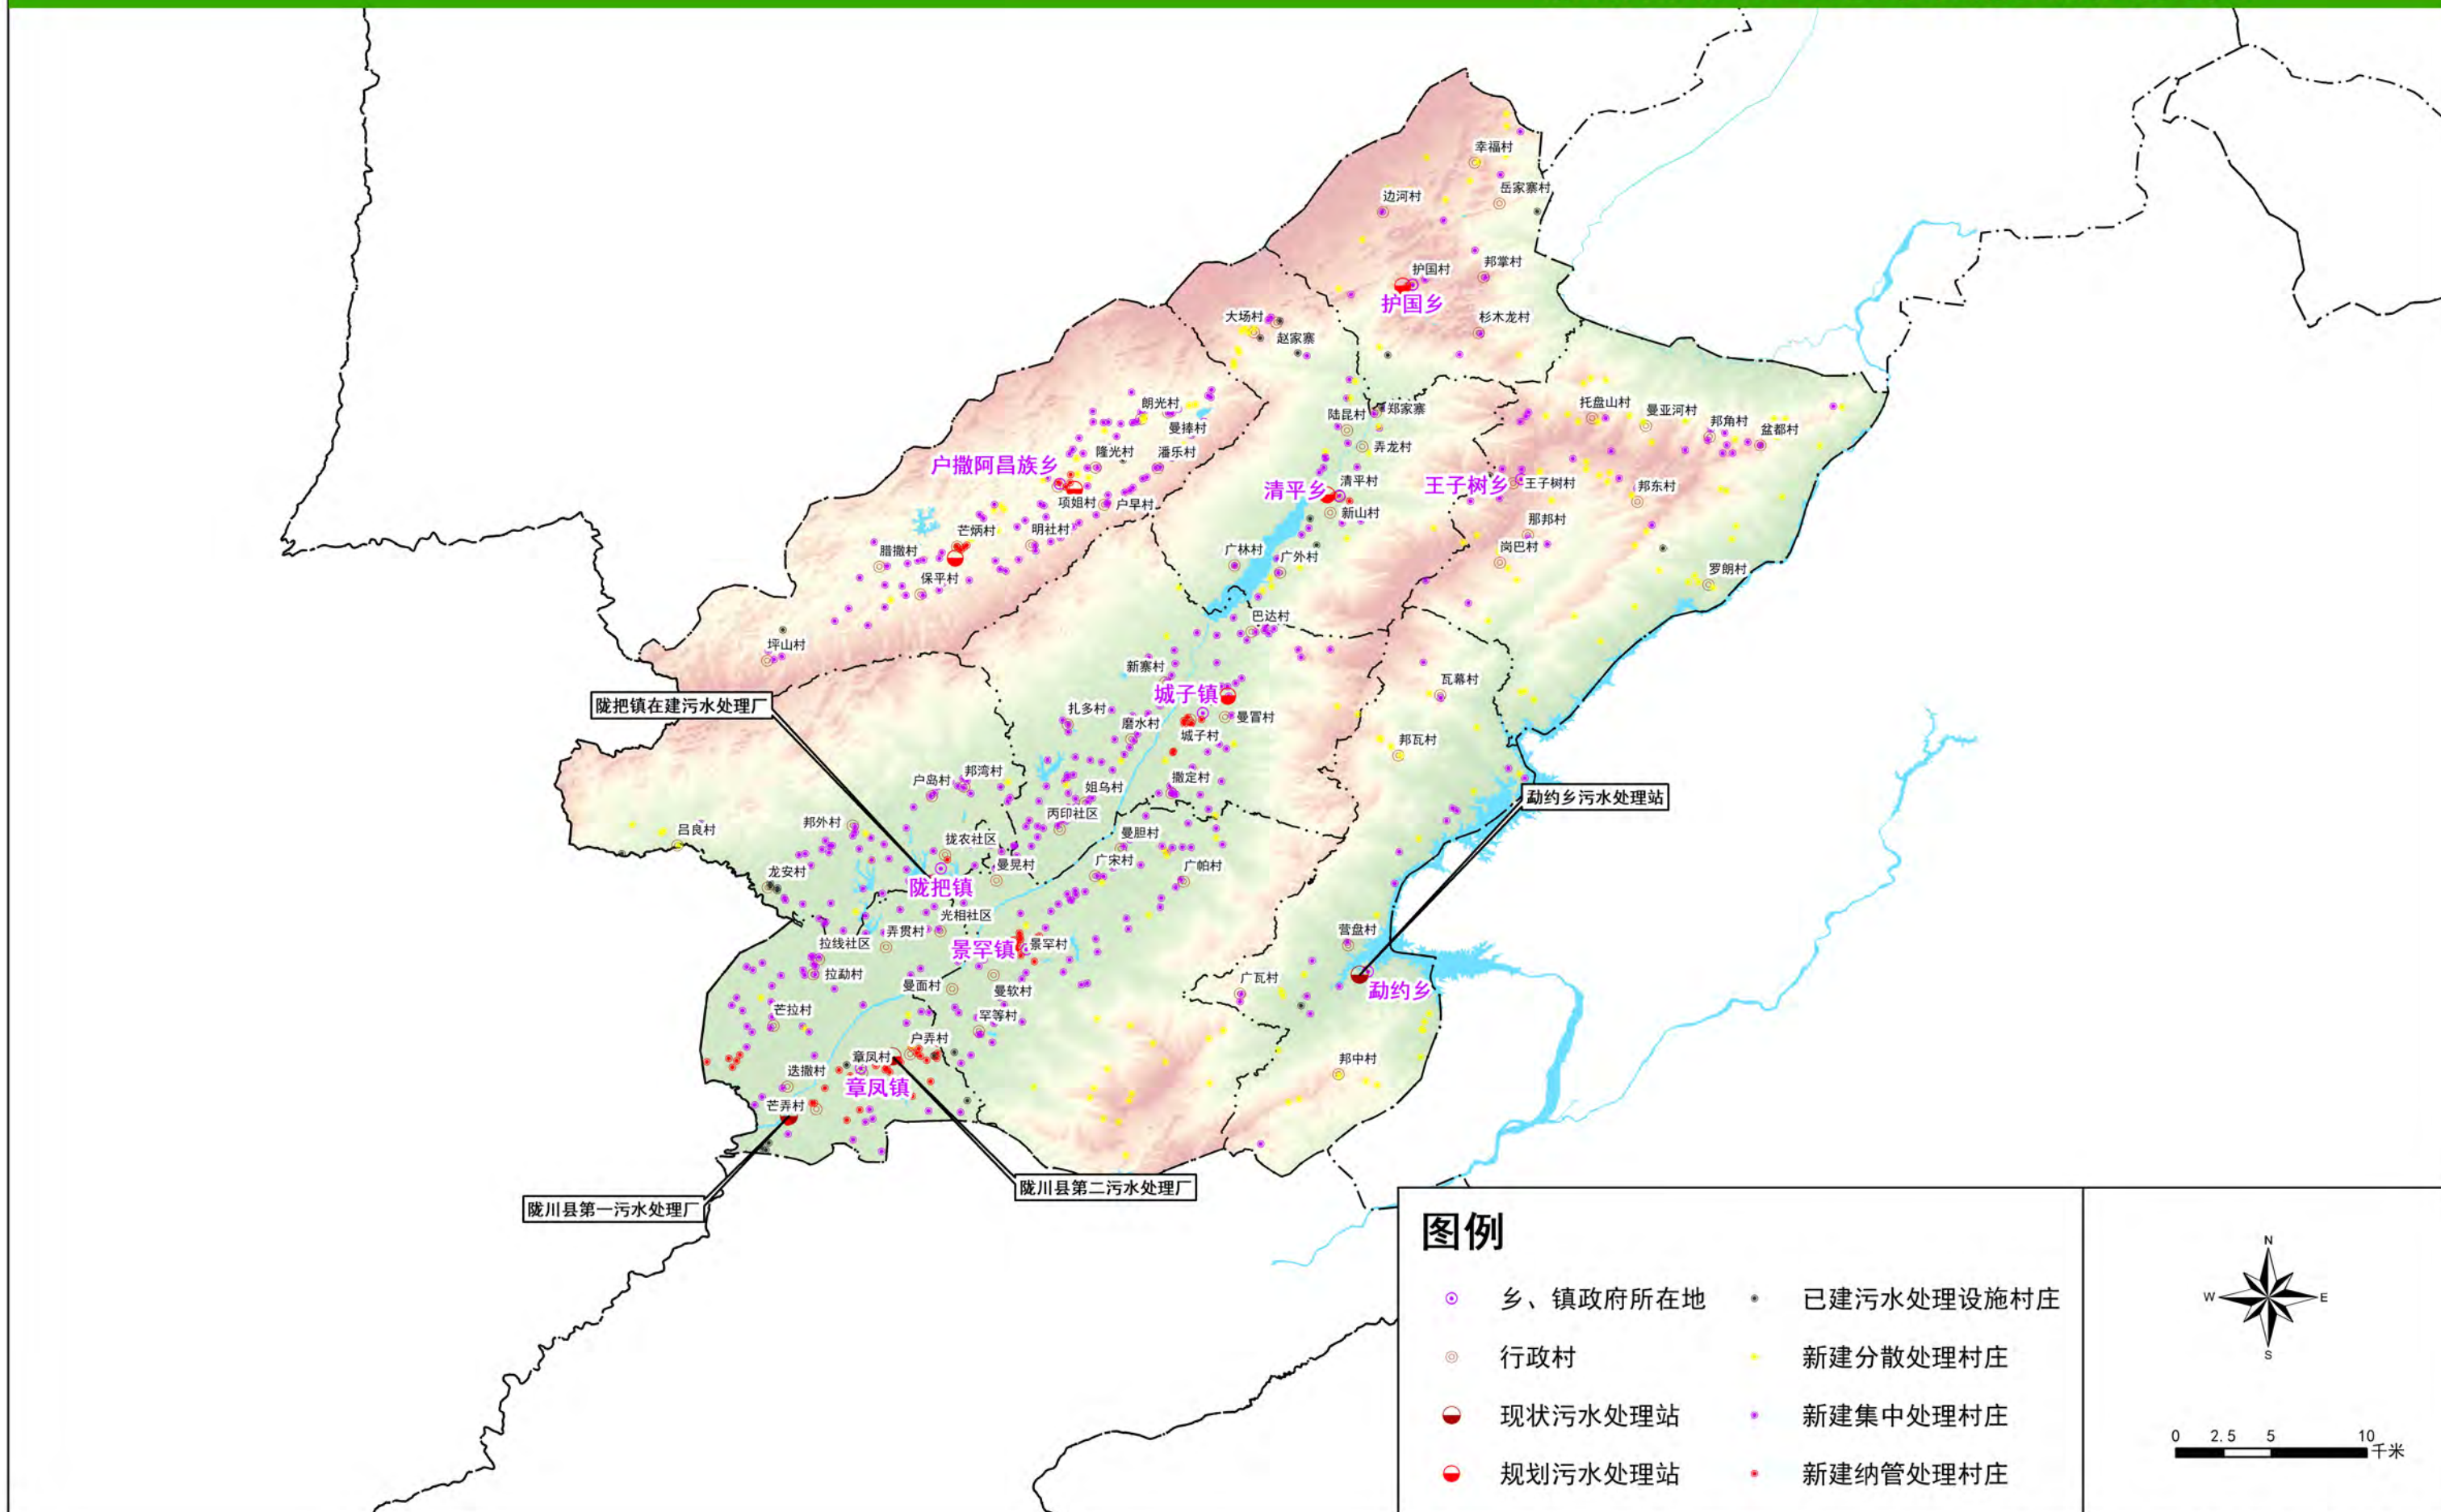 幸福村
岳家寨村
边河村
护国村
邦掌村
护国乡
杉木龙村
大场村
赵家寨
朗光村
曼捧村
陆昆村
郑家寨
托盘山村
曼亚河村
邦角村
盆都村
弄龙村
户撒阿昌族乡
隆光村
潘乐村
清平乡
清平村
王子树乡
王子树村
邦东村
项姐村
户早村
新山村
芒炳村
明社村
那邦村
腊撒村
广林村
广外村
岗巴村
保平村
罗朗村
巴达村
坪山村
新寨村
瓦幕村
陇把镇在建污水处理厂
城子镇
扎多村
磨水村
曼冒村
城子村
邦瓦村
户岛村
邦湾村
撒定村
姐乌村
勐约乡污水处理站
丙印社区
吕良村
邦外村
拢农社区
曼胆村
曼晃村
广宋村
广帕村
龙安村
陇把镇
光相社区
弄贯村
拉线社区
景罕镇
景罕村
营盘村
拉勐村
曼面村
曼软村
广瓦村
勐约乡
芒拉村
罕等村
户弄村
章凤村
迭撒村
章凤镇
邦中村
芒弄村
陇川县第二污水处理厂
陇川县第一污水处理厂
图例
乡、镇政府所在地
已建污水处理设施村庄
行政村
新建分散处理村庄
现状污水处理站
新建集中处理村庄
规划污水处理站
新建纳管处理村庄
N
W
E
S
0 2.5 5 10
千米